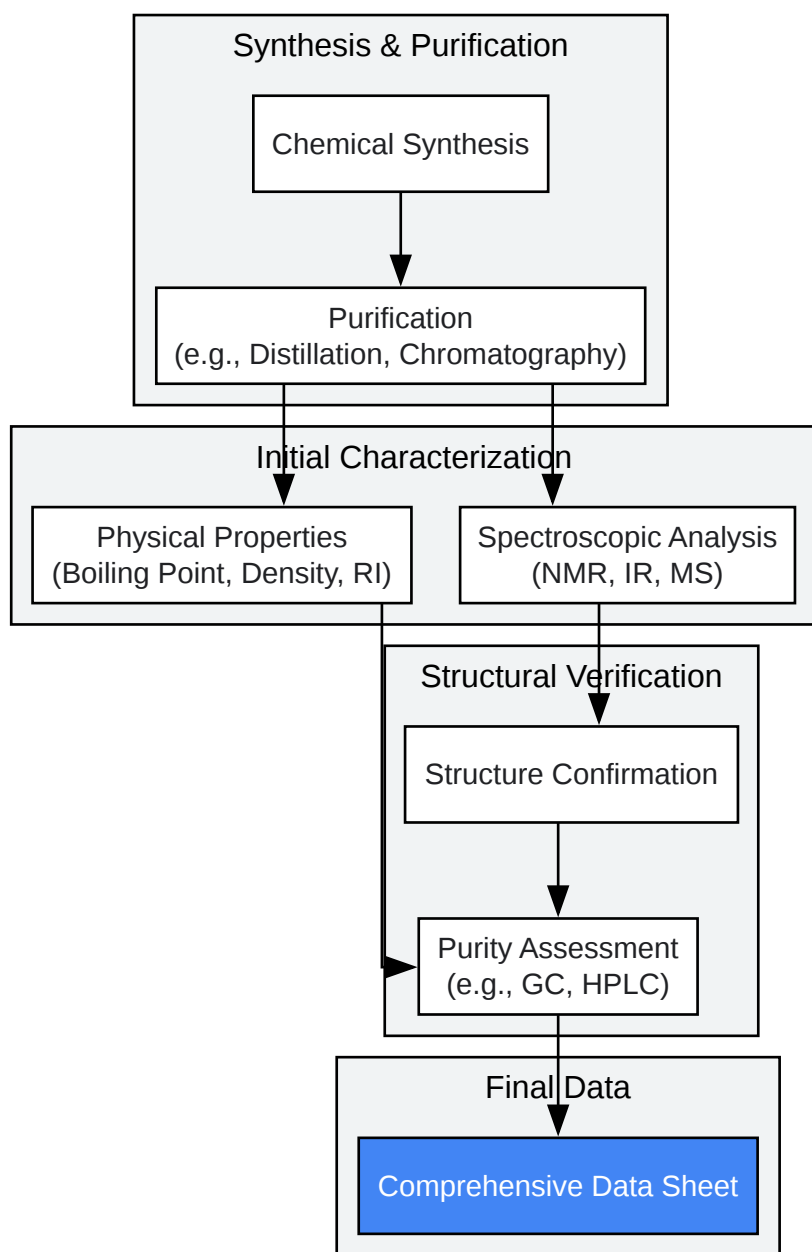 Synthesis & Purification
Chemical Synthesis
Purification
(e.g., Distillation, Chromatography)
Initial Characterization
Physical Properties
(Boiling Point, Density, RI)
Spectroscopic Analysis
(NMR, IR, MS)
Structural Verification
Structure Confirmation
Purity Assessment
(e.g., GC, HPLC)
Final Data
Comprehensive Data Sheet